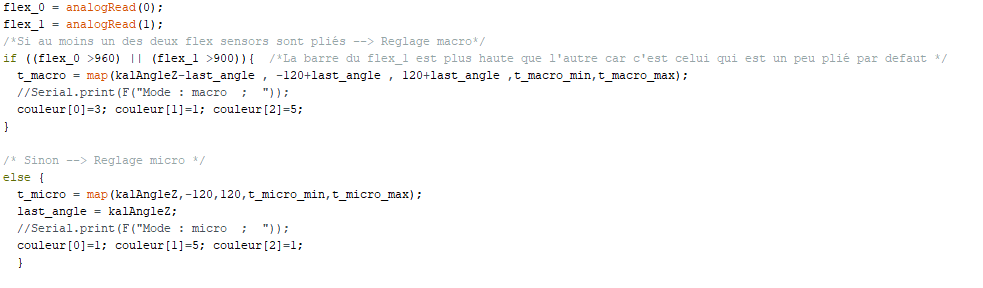 flex_0 = analogRead(0);
flex_1 = analogRead(1);
/*Si au moins un des deux flex sensors sont pliés --> Reglage macro*/
if ((flex_0 >960) || (flex_1 >900)){  /*La barre du flex_1 est plus haute que l'autre car c'est celui qui est un peu plié par defaut */
  t_macro = map(kalAngleZ-last_angle , -120+last_angle , 120+last_angle ,t_macro_min,t_macro_max);
  //Serial.print(F("Mode : macro  ;  "));
  couleur[0]=3; couleur[1]=1; couleur[2]=5;
}
/* Sinon --> Reglage micro */
else {
  t_micro = map(kalAngleZ,-120,120,t_micro_min,t_micro_max);
  last_angle = kalAngleZ;
  //Serial.print(F("Mode : micro  ;  "));
  couleur[0]=1; couleur[1]=5; couleur[2]=1;
  }